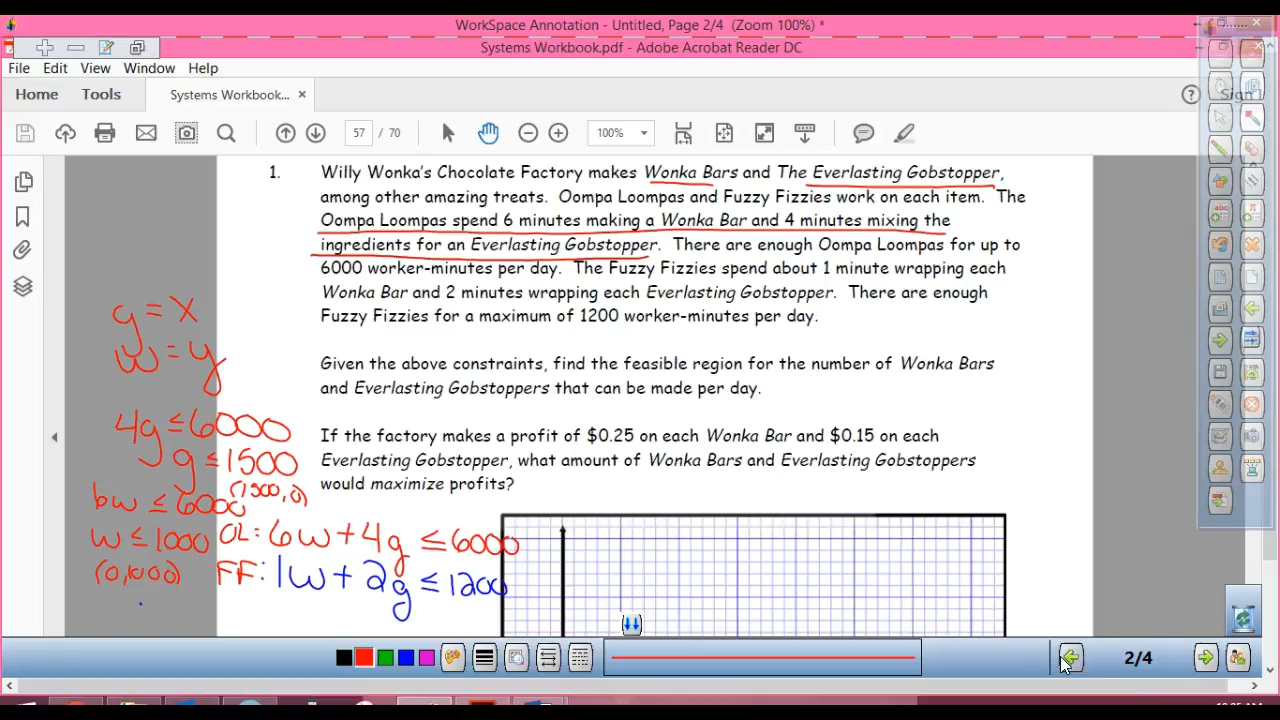 WorkSpace Annotation - Untitled, Page 2/4 (Zoom 100%) *
Systems Workbook.pdf - Adobe Acrobat Reader DC
File Edit View Window Help
Home Tools Systems Workbook... × Sign
57 / 70 100%
1. Willy Wonka's Chocolate Factory makes Wonka Bars and The Everlasting Gobstopper,
among other amazing treats. Oompa Loompas and Fuzzy Fizzies work on each item. The
Oompa Loompas spend 6 minutes making a Wonka Bar and 4 minutes mixing the
ingredients for an Everlasting Gobstopper. There are enough Oompa Loompas for up to
6000 worker-minutes per day. The Fuzzy Fizzies spend about 1 minute wrapping each
Wonka Bar and 2 minutes wrapping each Everlasting Gobstopper. There are enough
Fuzzy Fizzies for a maximum of 1200 worker-minutes per day.
Given the above constraints, find the feasible region for the number of Wonka Bars
and Everlasting Gobstoppers that can be made per day.
If the factory makes a profit of $0.25 on each Wonka Bar and $0.15 on each
Everlasting Gobstopper, what amount of Wonka Bars and Everlasting Gobstoppers
would maximize profits?
g = x
w = y
4g ≤ 6000
g ≤ 1500
(1500, 0)
6w ≤ 6000
w ≤ 1000
(0, 1000)
OL: 6w + 4g ≤ 6000
FF: 1w + 2g ≤ 1200
2/4